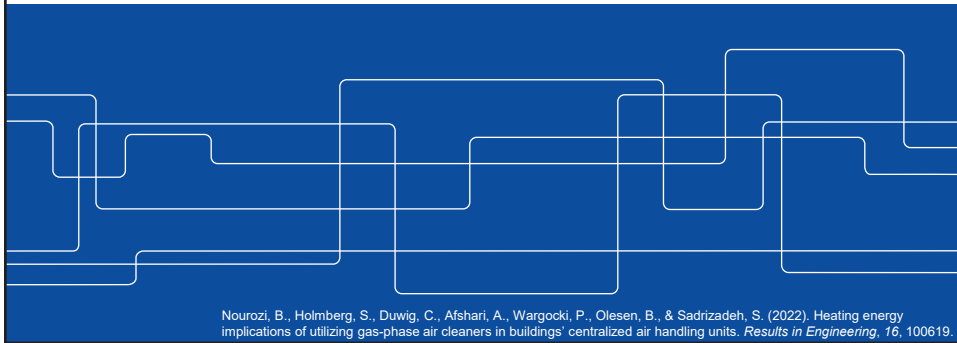 Nourozi, B., Holmberg, S., Duwig, C., Afshari, A., Wargocki, P., Olesen, B., & Sadrizadeh, S. (2022). Heating energy
implications of utilizing gas-phase air cleaners in buildings' centralized air handling units. Results in Engineering, 16, 100619.